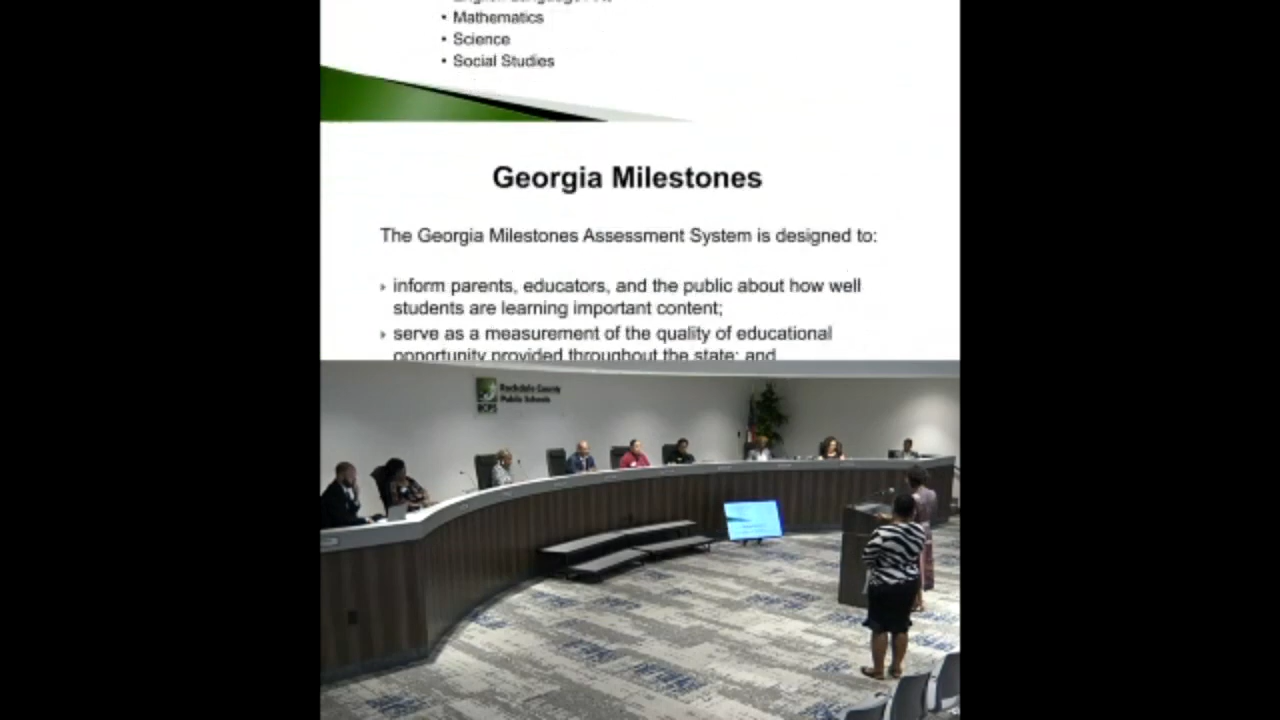 • Mathematics
• Science
• Social Studies
Georgia Milestones
The Georgia Milestones Assessment System is designed to:
inform parents, educators, and the public about how well
students are learning important content;
serve as a measurement of the quality of educational
opportunity provided throughout the state; and
Rockdale County
Public Schools
RCPS